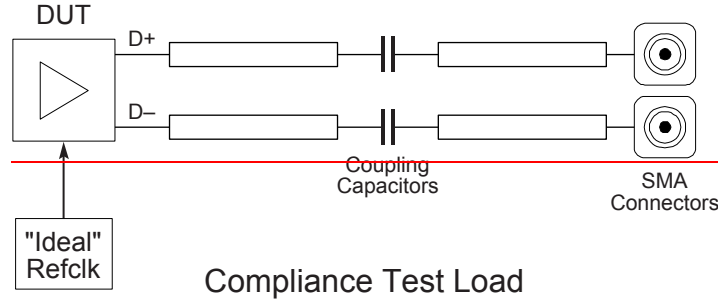 DUT
D+
D–
Coupling
Capacitors
SMA
Connectors
"Ideal"
Refclk
Compliance Test Load